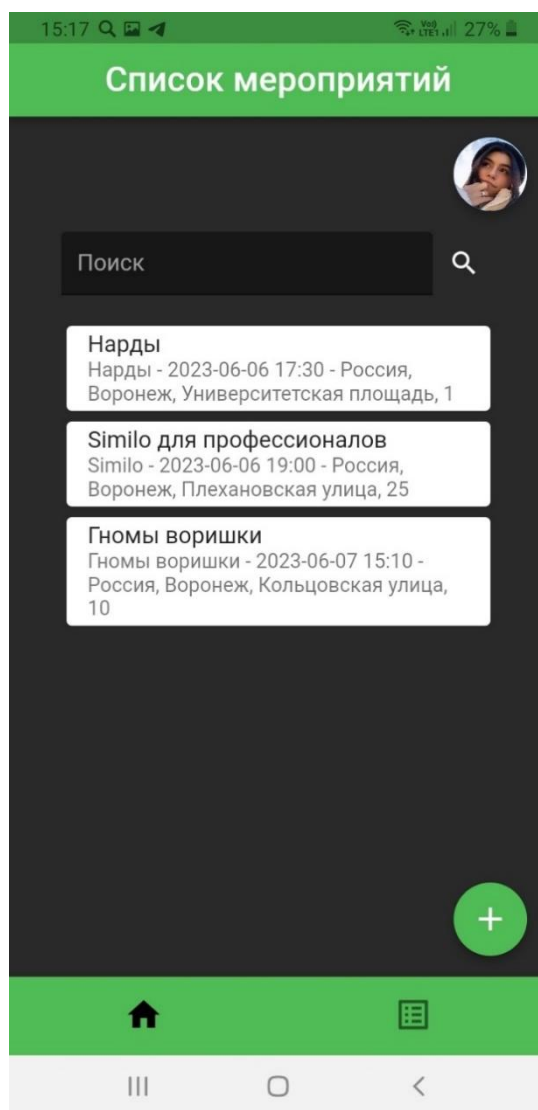 15:17 27%
Список мероприятий
Поиск
Нарды
Нарды - 2023-06-06 17:30 - Россия,
Воронеж, Университетская площадь, 1
Similo для профессионалов
Similo - 2023-06-06 19:00 - Россия,
Воронеж, Плехановская улица, 25
Гномы воришки
Гномы воришки - 2023-06-07 15:10 -
Россия, Воронеж, Кольцовская улица,
10